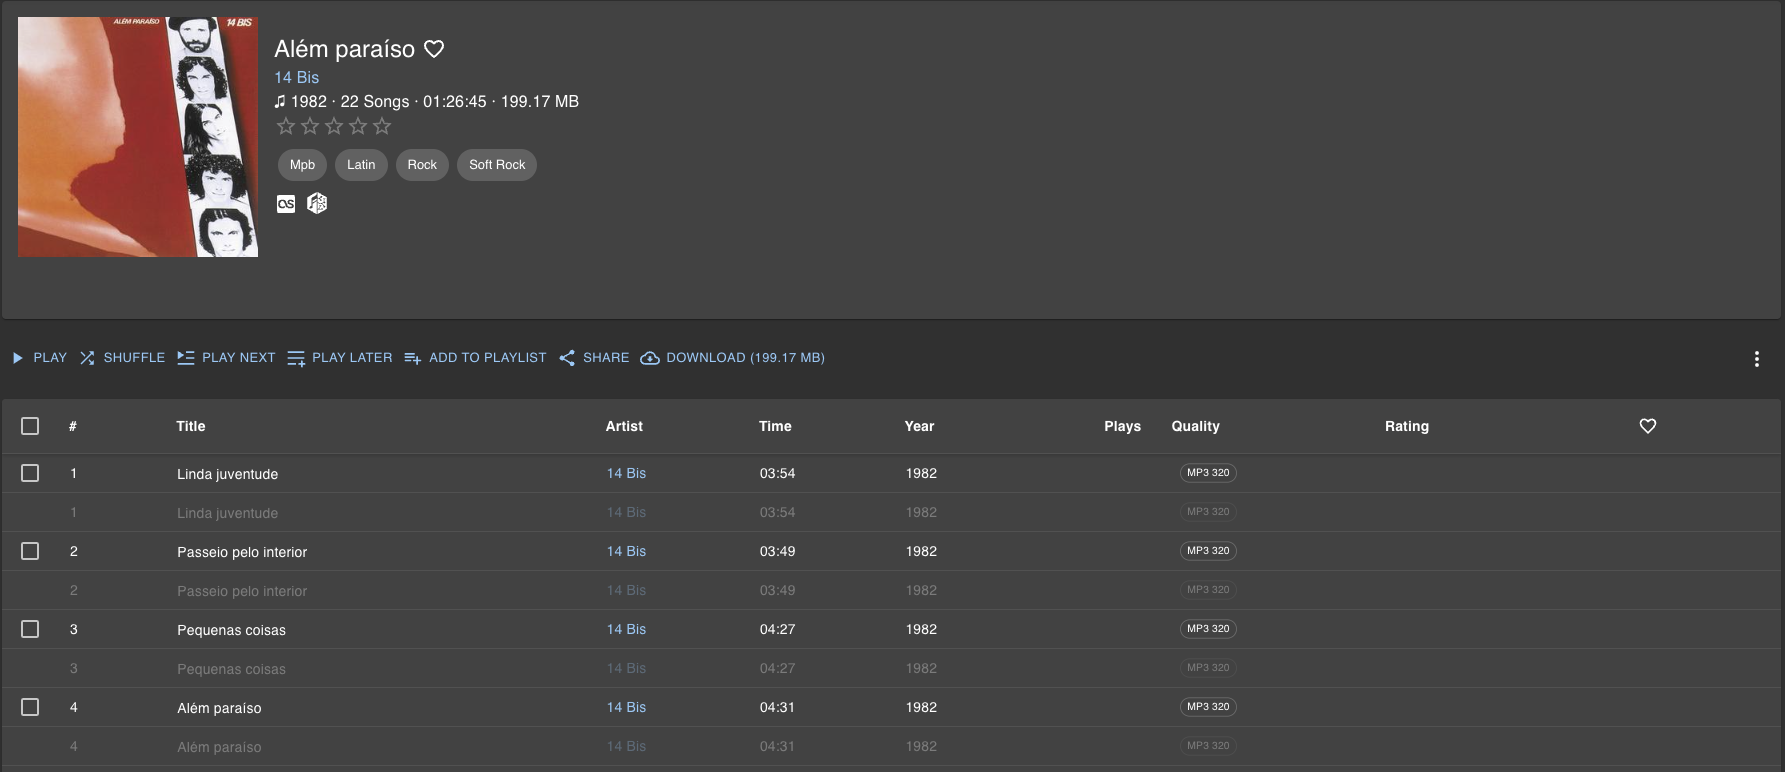 ALÉM PARAÍSO 14 BIS
Além paraíso
14 Bis
1982 · 22 Songs · 01:26:45 · 199.17 MB
Mpb Latin Rock Soft Rock
PLAY SHUFFLE PLAY NEXT PLAY LATER ADD TO PLAYLIST SHARE DOWNLOAD (199.17 MB)
# Title Artist Time Year Plays Quality Rating
1 Linda juventude 14 Bis 03:54 1982 MP3 320
1 Linda juventude 14 Bis 03:54 1982 MP3 320
2 Passeio pelo interior 14 Bis 03:49 1982 MP3 320
2 Passeio pelo interior 14 Bis 03:49 1982 MP3 320
3 Pequenas coisas 14 Bis 04:27 1982 MP3 320
3 Pequenas coisas 14 Bis 04:27 1982 MP3 320
4 Além paraíso 14 Bis 04:31 1982 MP3 320
4 Além paraíso 14 Bis 04:31 1982 MP3 320